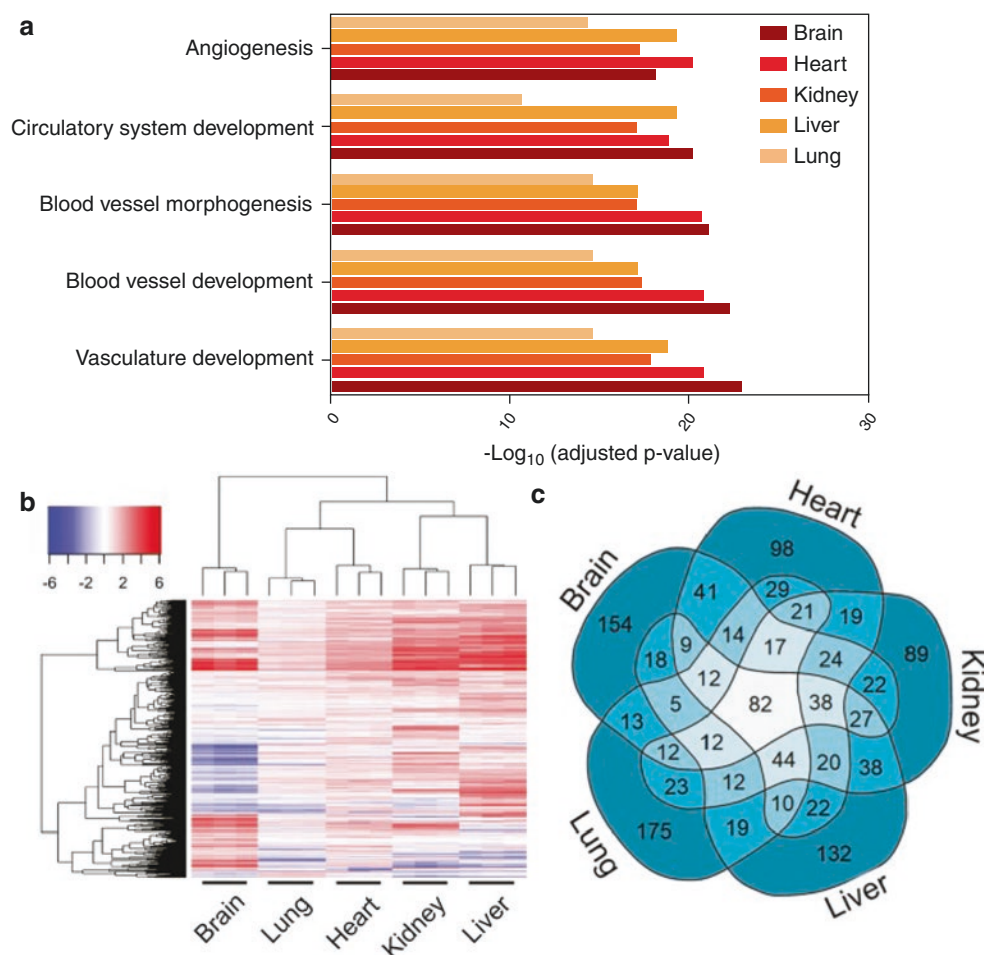 a
Angiogenesis
Circulatory system development
Blood vessel morphogenesis
Blood vessel development
Vasculature development
Brain
Heart
Kidney
Liver
Lung
0 10 20 30
-Log₁₀ (adjusted p-value)
b
-6 -2 2 6
Brain Lung Heart Kidney Liver
c
Heart
Brain
Kidney
Lung
Liver
98
41 29
21 19
154 14
9 17 89
18 24
12 22
5 82 38
13 27
12 12
44 20 38
23 12
10 22
175 19
132